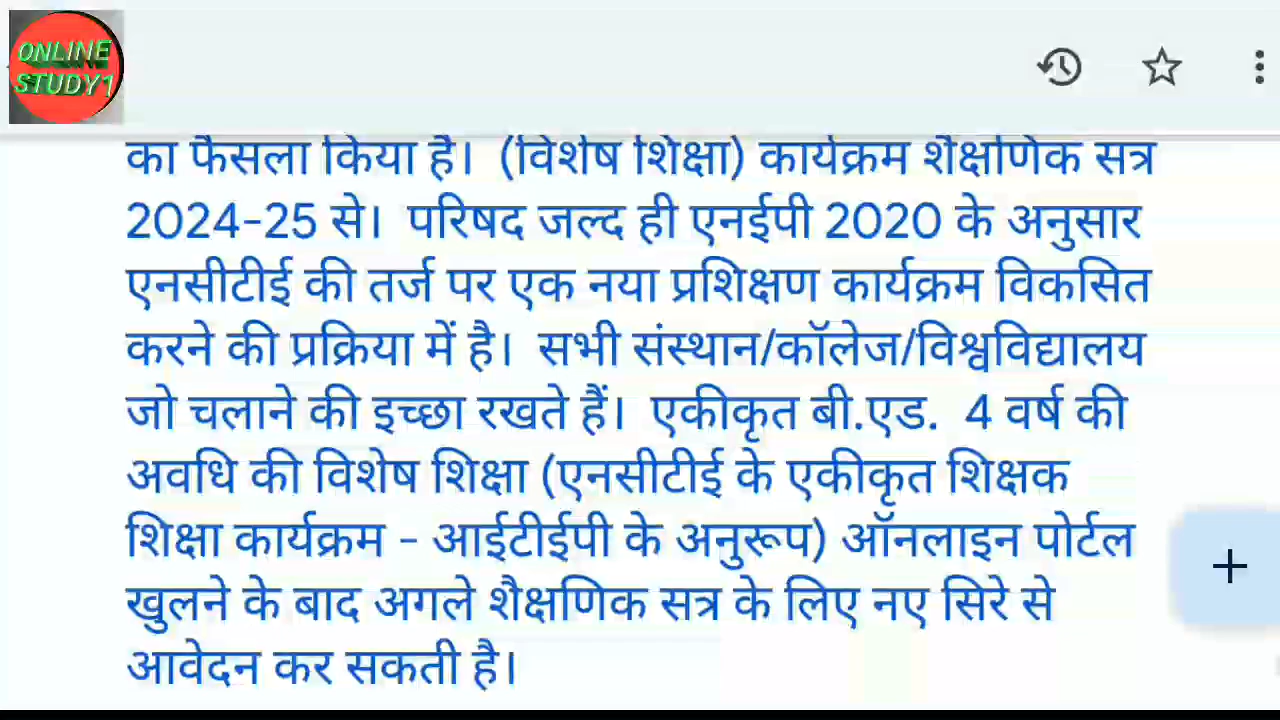 ONLINE
STUDY1
का फैसला किया है। (विशेष शिक्षा) कार्यक्रम शैक्षणिक सत्र
2024-25 से। परिषद जल्द ही एनईपी 2020 के अनुसार
एनसीटीई की तर्ज पर एक नया प्रशिक्षण कार्यक्रम विकसित
करने की प्रक्रिया में है। सभी संस्थान/कॉलेज/विश्वविद्यालय
जो चलाने की इच्छा रखते हैं। एकीकृत बी.एड. 4 वर्ष की
अवधि की विशेष शिक्षा (एनसीटीई के एकीकृत शिक्षक
शिक्षा कार्यक्रम - आईटीईपी के अनुरूप) ऑनलाइन पोर्टल
खुलने के बाद अगले शैक्षणिक सत्र के लिए नए सिरे से
आवेदन कर सकती है।